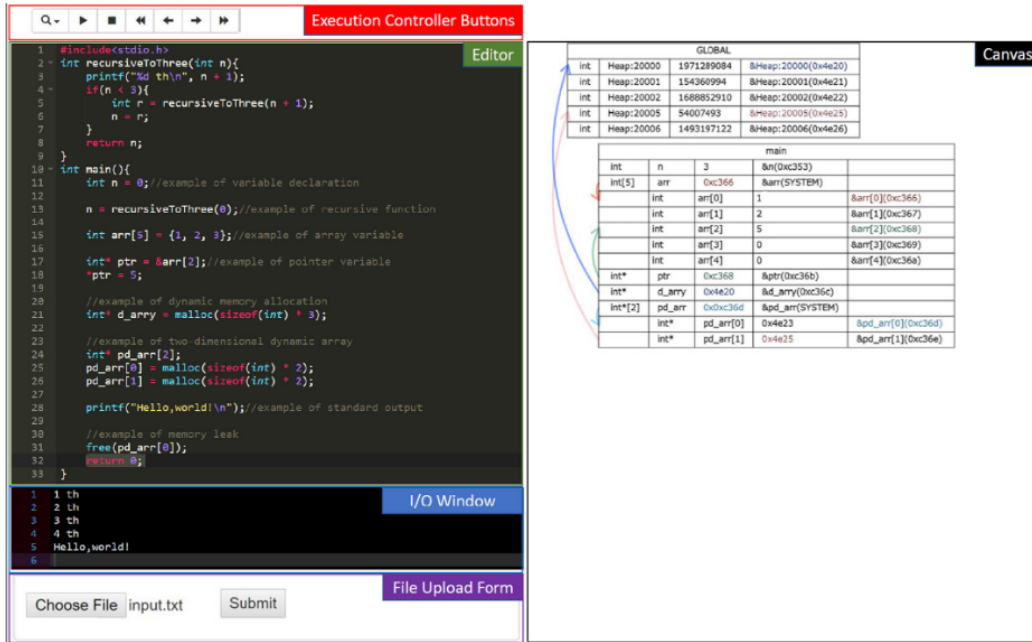 Execution Controller Buttons
Editor
1 #include<stdio.h>
2 int recursiveToThree(int n){
3 printf("%d th\n", n + 1);
4 if(n < 3){
5 int r = recursiveToThree(n + 1);
6 n = r;
7 }
8 return n;
9 }
10 int main(){
11 int n = 0;//example of variable declaration
12
13 n = recursiveToThree(0);//example of recursive function
14
15 int arr[5] = {1, 2, 3};//example of array variable
16
17 int* ptr = &arr[2];//example of pointer variable
18 *ptr = 5;
19
20 //example of dynamic memory allocation
21 int* d_arry = malloc(sizeof(int) * 3);
22
23 //example of two-dimensional dynamic array
24 int* pd_arr[2];
25 pd_arr[0] = malloc(sizeof(int) * 2);
26 pd_arr[1] = malloc(sizeof(int) * 2);
27
28 printf("Hello,world!\n");//example of standard output
29
30 //example of memory leak
31 free(pd_arr[0]);
32 return 0;
33 }
I/O Window
1 1 th
2 2 th
3 3 th
4 4 th
5 Hello,world!
6
File Upload Form
Choose File input.txt Submit
Canvas
GLOBAL
int Heap:20000 1971289084 &Heap:20000(0x4e20)
int Heap:20001 154360994 &Heap:20001(0x4e21)
int Heap:20002 1688852910 &Heap:20002(0x4e22)
int Heap:20005 54007493 &Heap:20005(0x4e25)
int Heap:20006 1493197122 &Heap:20006(0x4e26)
main
int n 3 &n(0xc353)
int[5] arr 0xc366 &arr(SYSTEM)
int arr[0] 1 &arr[0](0xc366)
int arr[1] 2 &arr[1](0xc367)
int arr[2] 5 &arr[2](0xc368)
int arr[3] 0 &arr[3](0xc369)
int arr[4] 0 &arr[4](0xc36a)
int* ptr 0xc368 &ptr(0xc36b)
int* d_arry 0x4e20 &d_arry(0xc36c)
int*[2] pd_arr 0x0xc36d &pd_arr(SYSTEM)
int* pd_arr[0] 0x4e23 &pd_arr[0](0xc36d)
int* pd_arr[1] 0x4e25 &pd_arr[1](0xc36e)